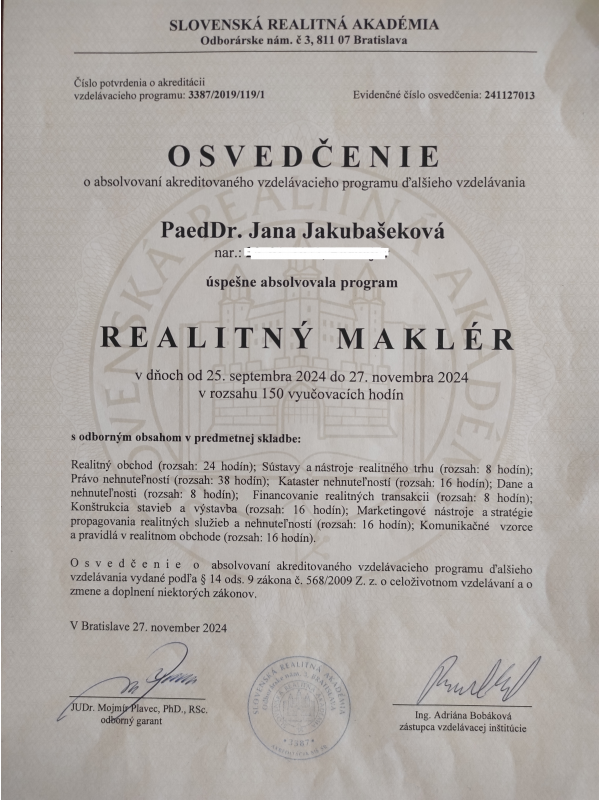 SLOVENSKÁ REALITNÁ AKADÉMIA
Odborárske nám. č 3, 811 07 Bratislava
Číslo potvrdenia o akreditácii
vzdelávacieho programu: 3387/2019/119/1
Evidenčné číslo osvedčenia: 241127013
OSVEDČENIE
o absolvovaní akreditovaného vzdelávacieho programu ďalšieho vzdelávania
PaedDr. Jana Jakubašeková
nar.:
úspešne absolvovala program
REALITNÝ MAKLÉR
v dňoch od 25. septembra 2024 do 27. novembra 2024
v rozsahu 150 vyučovacích hodín
s odborným obsahom v predmetnej skladbe:
Realitný obchod (rozsah: 24 hodín); Sústavy a nástroje realitného trhu (rozsah: 8 hodín);
Právo nehnuteľností (rozsah: 38 hodín); Kataster nehnuteľností (rozsah: 16 hodín); Dane a
nehnuteľnosti (rozsah: 8 hodín); Financovanie realitných transakcii (rozsah: 8 hodín);
Konštrukcia stavieb a výstavba (rozsah: 16 hodín); Marketingové nástroje a stratégie
propagovania realitných služieb a nehnuteľností (rozsah: 16 hodín); Komunikačné vzorce
a pravidlá v realitnom obchode (rozsah: 16 hodín).
Osvedčenie o absolvovaní akreditovaného vzdelávacieho programu ďalšieho
vzdelávania vydané podľa § 14 ods. 9 zákona č. 568/2009 Z. z. o celoživotnom vzdelávaní a o
zmene a doplnení niektorých zákonov.
V Bratislave 27. november 2024
JUDr. Mojmír Plavec, PhD., RSc.
odborný garant
SLOVENSKÁ REALITNÁ AKADÉMIA
Ing. Adriána Bobáková
zástupca vzdelávacej inštitúcie